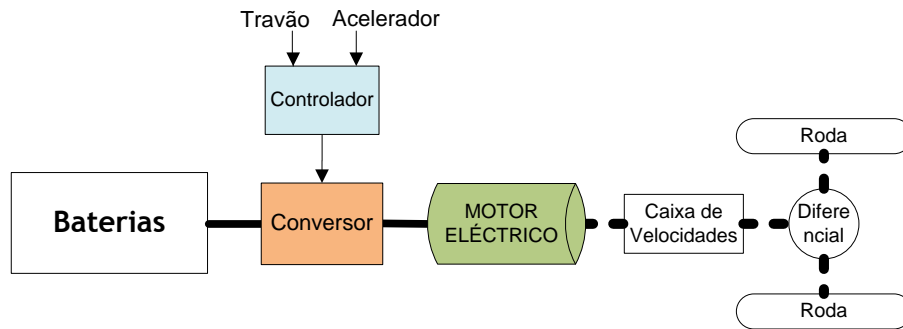 Travão
Acelerador
Controlador
Roda
Baterias
Conversor
MOTOR
ELÉCTRICO
Caixa de
Velocidades
Difere
ncial
Roda